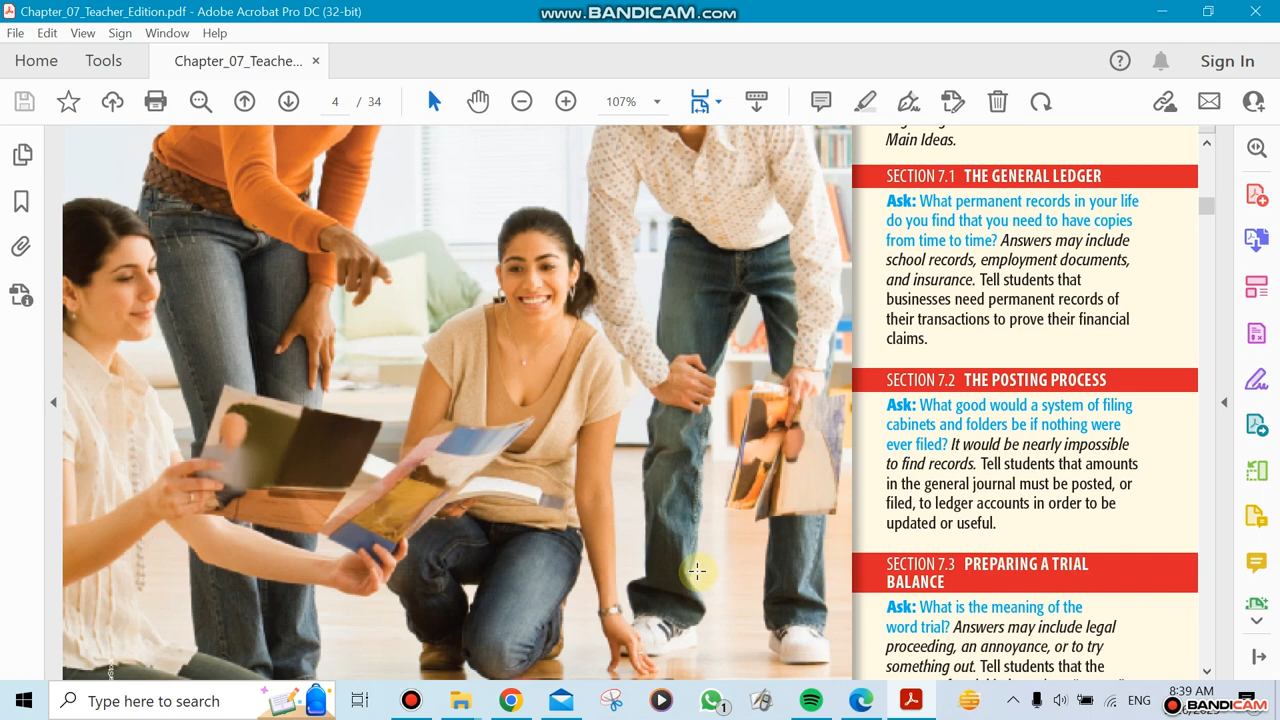 Chapter_07_Teacher_Edition.pdf - Adobe Acrobat Pro DC (32-bit)
www.BANDICAM.com
File Edit View Sign Window Help
Home Tools Chapter_07_Teache... × Sign In
4 / 34 107%
Main Ideas.
SECTION 7.1 THE GENERAL LEDGER
Ask: What permanent records in your life
do you find that you need to have copies
from time to time? Answers may include
school records, employment documents,
and insurance. Tell students that
businesses need permanent records of
their transactions to prove their financial
claims.
SECTION 7.2 THE POSTING PROCESS
Ask: What good would a system of filing
cabinets and folders be if nothing were
ever filed? It would be nearly impossible
to find records. Tell students that amounts
in the general journal must be posted, or
filed, to ledger accounts in order to be
updated or useful.
SECTION 7.3 PREPARING A TRIAL
BALANCE
Ask: What is the meaning of the
word trial? Answers may include legal
proceeding, an annoyance, or to try
something out. Tell students that the
Type here to search
1
ENG
8:39 AM
BANDICAM